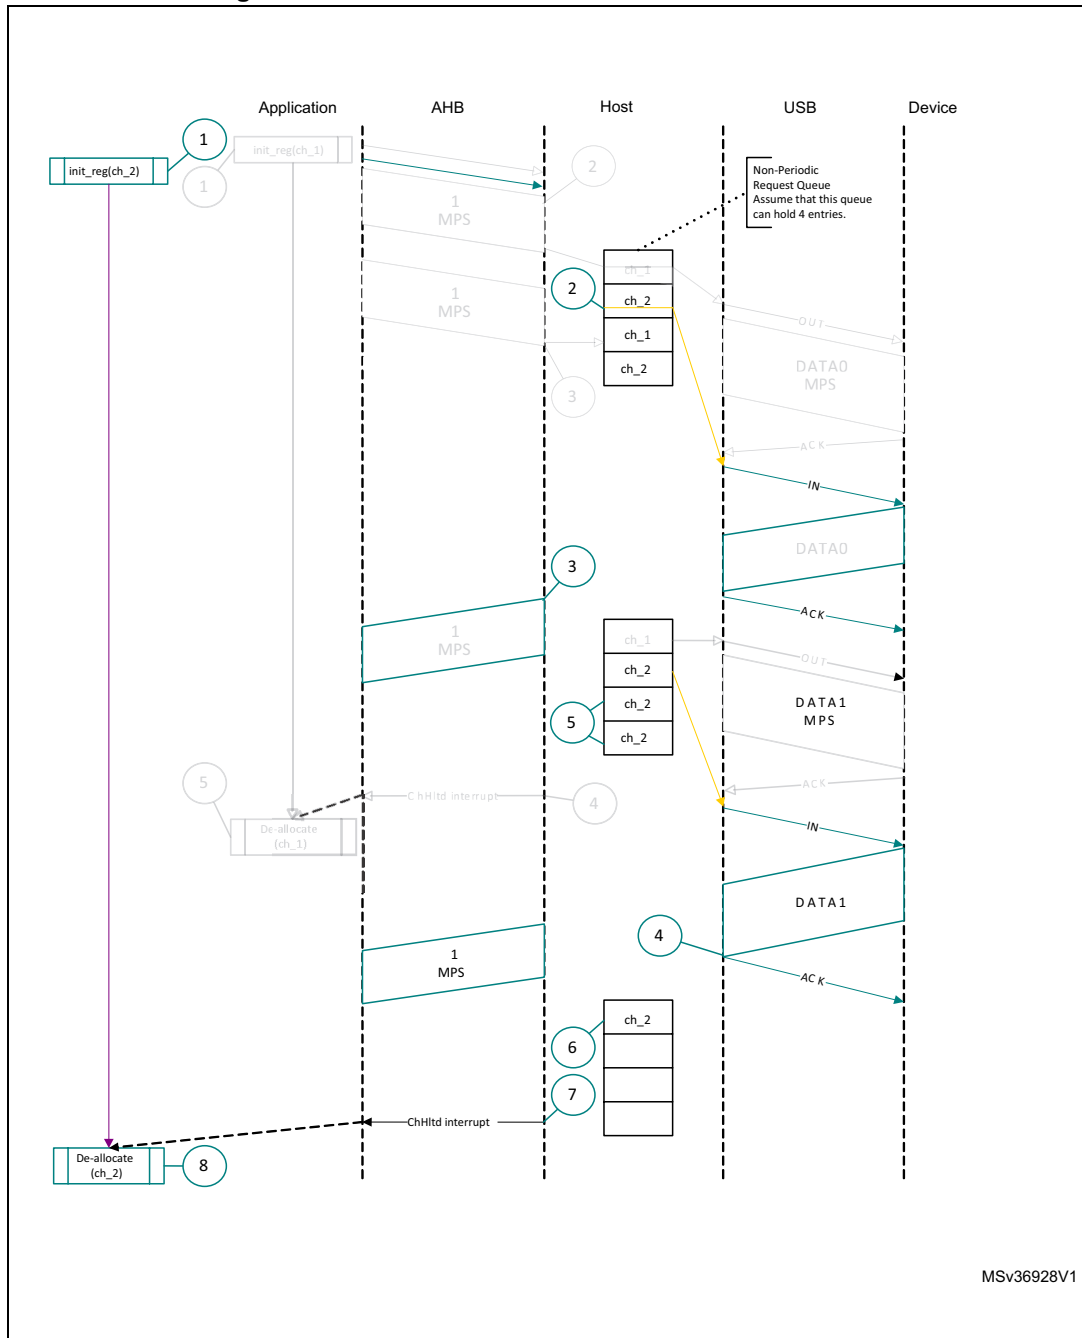 Application
AHB
Host
USB
Device
1
init_reg(ch_1)
init_reg(ch_2)
1
2
Non-Periodic
Request Queue
Assume that this queue
can hold 4 entries.
1
MPS
ch_1
2
ch_2
1
MPS
OUT
ch_1
ch_2
DATA0
MPS
3
ACK
IN
DATA0
3
ACK
1
MPS
ch_1
OUT
ch_2
ch_2
5
ch_2
DATA1
MPS
5
ChHltd interrupt
4
ACK
De-allocate
(ch_1)
IN
DATA1
4
1
MPS
ACK
ch_2
6
7
ChHltd interrupt
De-allocate
(ch_2)
8
MSv36928V1